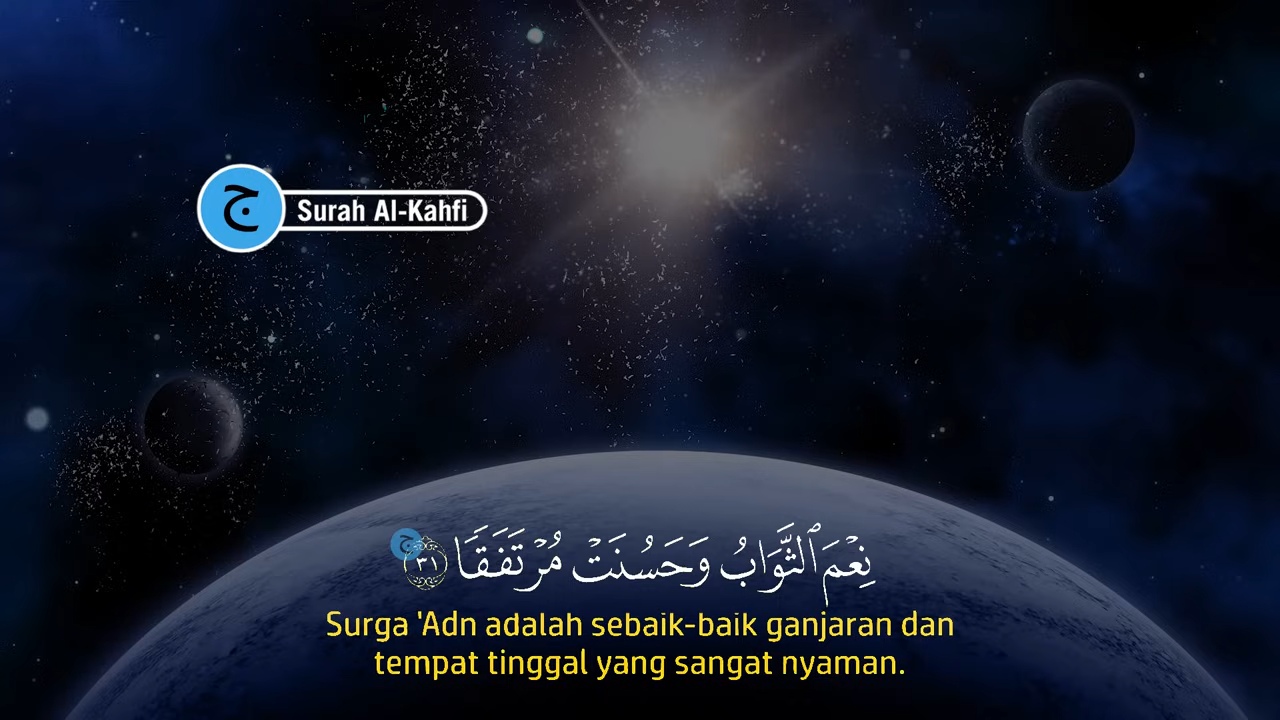 ج
Surah Al-Kahfi
نِعْمَ ٱلثَّوَابُ وَحَسُنَتْ مُرْتَفَقًا ٣١ ج
Surga 'Adn adalah sebaik-baik ganjaran dan
tempat tinggal yang sangat nyaman.